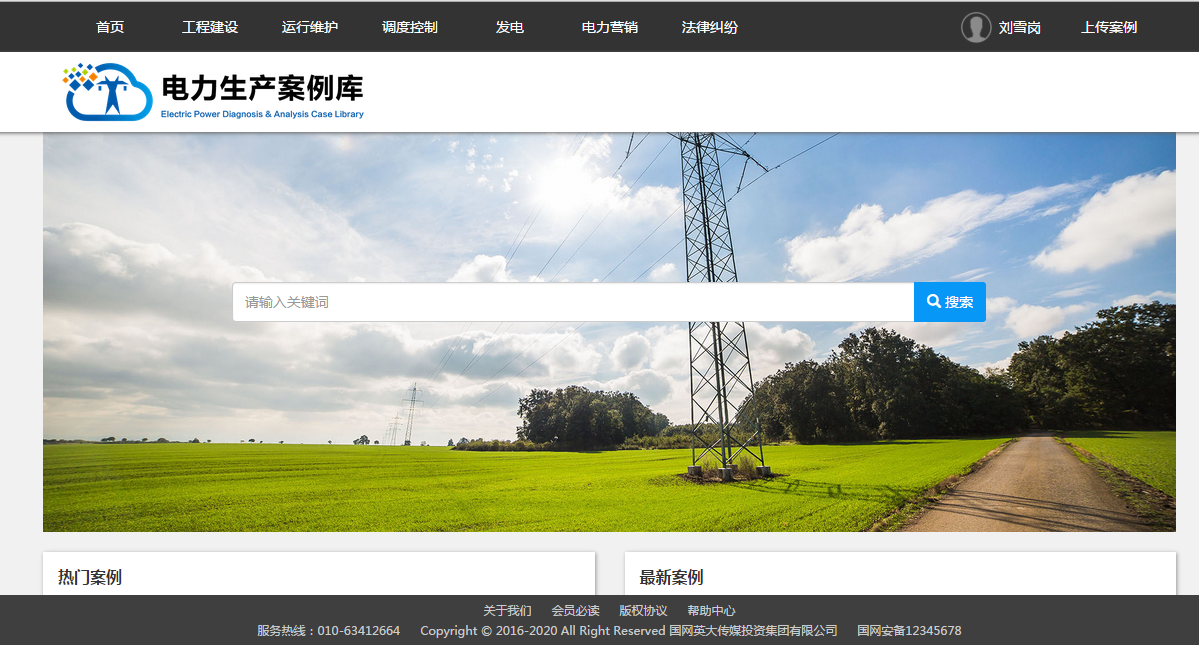 首页 工程建设 运行维护 调度控制 发电 电力营销 法律纠纷 刘雪岗 上传案例
电力生产案例库
Electric Power Diagnosis & Analysis Case Library
请输入关键词 搜索
热门案例 最新案例
关于我们 会员必读 版权协议 帮助中心
服务热线：010-63412664 Copyright © 2016-2020 All Right Reserved 国网英大传媒投资集团有限公司 国网安备12345678